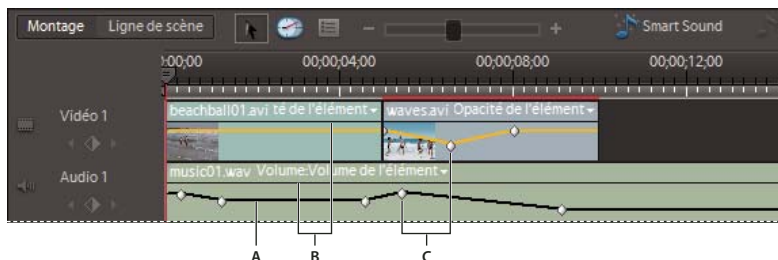 Montage Ligne de scène Smart Sound
:00;00 00;00;04;00 00;00;08;00 00;00;12;00
Vidéo 1 beachball01.avi té de l'élément waves.avi Opacité de l'élément
Audio 1 music01.wav Volume:Volume de l'élément
A B C